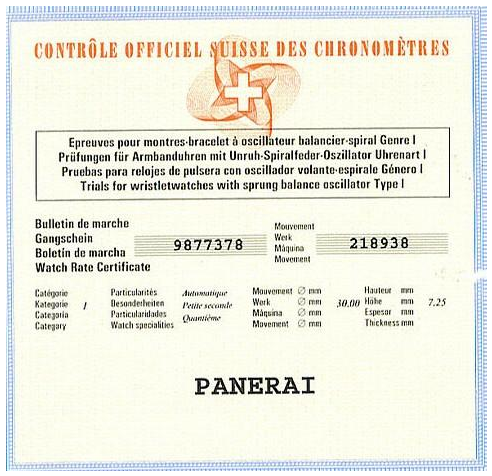 CONTRÔLE OFFICIEL SUISSE DES CHRONOMÈTRES
Epreuves pour montres-bracelet à oscillateur balancier-spiral Genre I
Prüfungen für Armbanduhren mit Unruh-Spiralfeder-Oszillator Uhrenart I
Pruebas para relojes de pulsera con oscilador volante-espirale Género I
Trials for wristletwatches with sprung balance oscillator Type I
Bulletin de marche
Gangschein
Boletín de marcha
Watch Rate Certificate
9877378
Mouvement
Werk
Máquina
Movement
218938
Catégorie
Kategorie
Categoria
Category
1
Particularités
Besonderheiten
Particularidades
Watch specialities
Automatique
Petite seconde
Quantième
Mouvement ∅ mm
Werk ∅ mm
Máquina ∅ mm
Movement ∅ mm
30.00
Hauteur mm
Höhe mm
Espesor mm
Thickness mm
7.25
PANERAI